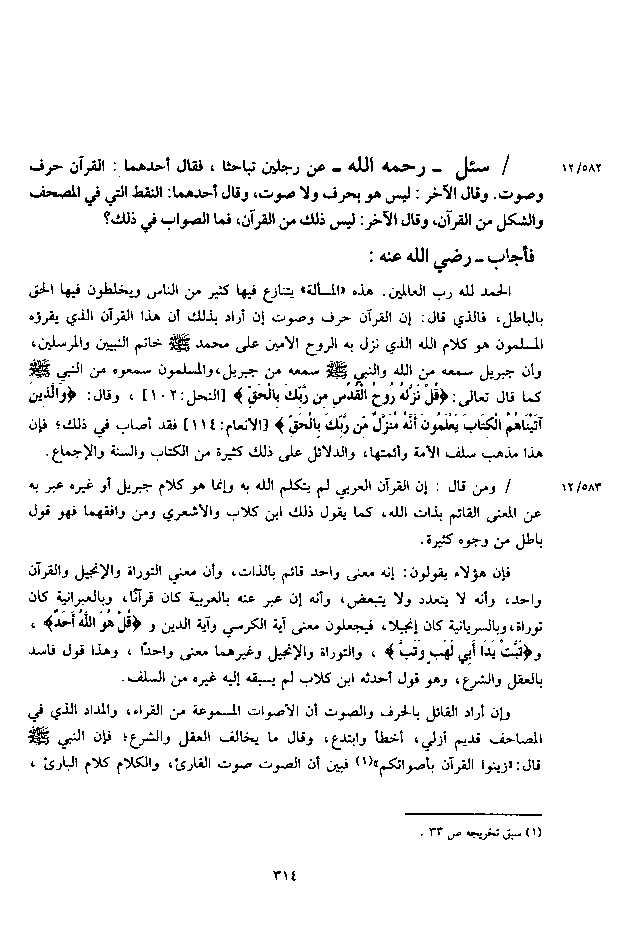 ١٢/٥٨٢ / سئل ـ رحمه الله ـ عن رجلين تباحثا ، فقال أحدهما : القرآن حرف
وصوت. وقال الآخر : ليس هو بحرف ولا صوت، وقال أحدهما: النقط التي في المصحف
والشكل من القرآن، وقال الآخر: ليس ذلك من القرآن، فما الصواب في ذلك؟
فأجاب ـ رضي الله عنه :
الحمد لله رب العالمين. هذه «المسألة» يتنازع فيها كثير من الناس ويخلطون فيها الحق
بالباطل، فالذي قال: إن القرآن حرف وصوت إن أراد بذلك أن هذا القرآن الذي يقرؤه
المسلمون هو كلام الله الذي نزل به الروح الأمين على محمد ﷺ خاتم النبيين والمرسلين،
وأن جبريل سمعه من الله والنبي ﷺ سمعه من جبريل،والمسلمون سمعوه من النبي ﷺ
كما قال تعالى: ﴿قُلْ نَزَّلَهُ رُوحُ الْقُدُسِ مِن رَّبِّكَ بِالْحَقِّ ﴾ [النحل:١٠٢] ، وقال: ﴿وَالَّذِينَ
آتَيْنَاهُمُ الْكِتَابَ يَعْلَمُونَ أَنَّهُ مُنَزَّلٌ مِّن رَّبِّكَ بِالْحَقِّ ﴾ [الأنعام:١١٤] فقد أصاب في ذلك؛ فإن
هذا مذهب سلف الأمة وأئمتها، والدلائل على ذلك كثيرة من الكتاب والسنة والإجماع.
١٢/٥٨٣ / ومن قال : إن القرآن العربي لم يتكلم الله به وإنما هو كلام جبريل أو غيره عبر به
عن المعنى القائم بذات الله، كما يقول ذلك ابن كلاب والأشعري ومن وافقهما فهو قول
باطل من وجوه كثيرة.
فإن هؤلاء يقولون: إنه معنى واحد قائم بالذات، وأن معنى التوراة والإنجيل والقرآن
واحد، وأنه لا يتعدد ولا يتبعض، وأنه إن عبر عنه بالعربية كان قرآنًا، وبالعبرانية كان
توراة،وبالسريانية كان إنجيلا، فيجعلون معنى آية الكرسي وآية الدين و ﴿قُلْ هُوَ اللَّهُ أَحَدٌ﴾ ،
و﴿تَبَّتْ يَدَا أَبِي لَهَبٍ وَتَبَّ ﴾ ، والتوراة والإنجيل وغيرهما معنى واحدًا ، وهذا قول فاسد
بالعقل والشرع، وهو قول أحدثه ابن كلاب لم يسبقه إليه غيره من السلف.
وإن أراد القائل بالحرف والصوت أن الأصوات المسموعة من القراء، والمداد الذي في
المصاحف قديم أزلي، أخطأ وابتدع، وقال ما يخالف العقل والشرع؛ فإن النبي ﷺ
قال: «زينوا القرآن بأصواتكم»(١) فبين أن الصوت صوت القارئ، والكلام كلام البارئ ،
(١) سبق تخريجه ص ٣٣ .
٣١٤